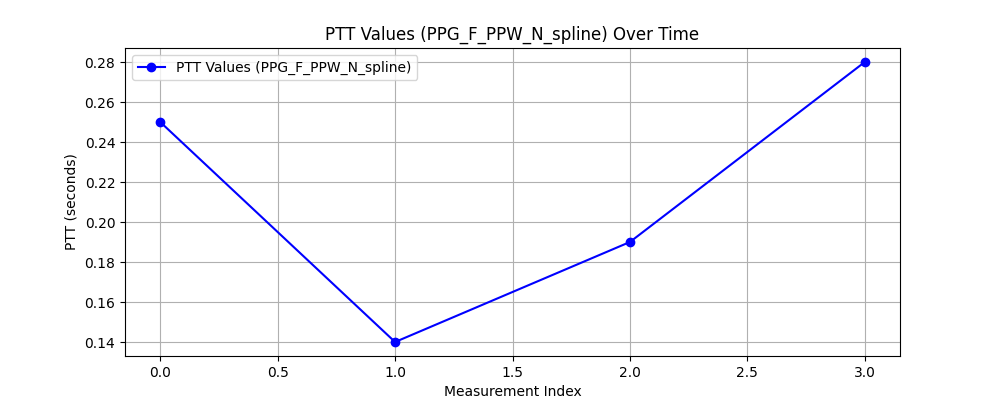 PTT Values (PPG_F_PPW_N_spline) Over Time
PTT Values (PPG_F_PPW_N_spline)
0.28
0.26
0.24
0.22
0.20
0.18
0.16
0.14
PTT (seconds)
0.0 0.5 1.0 1.5 2.0 2.5 3.0
Measurement Index